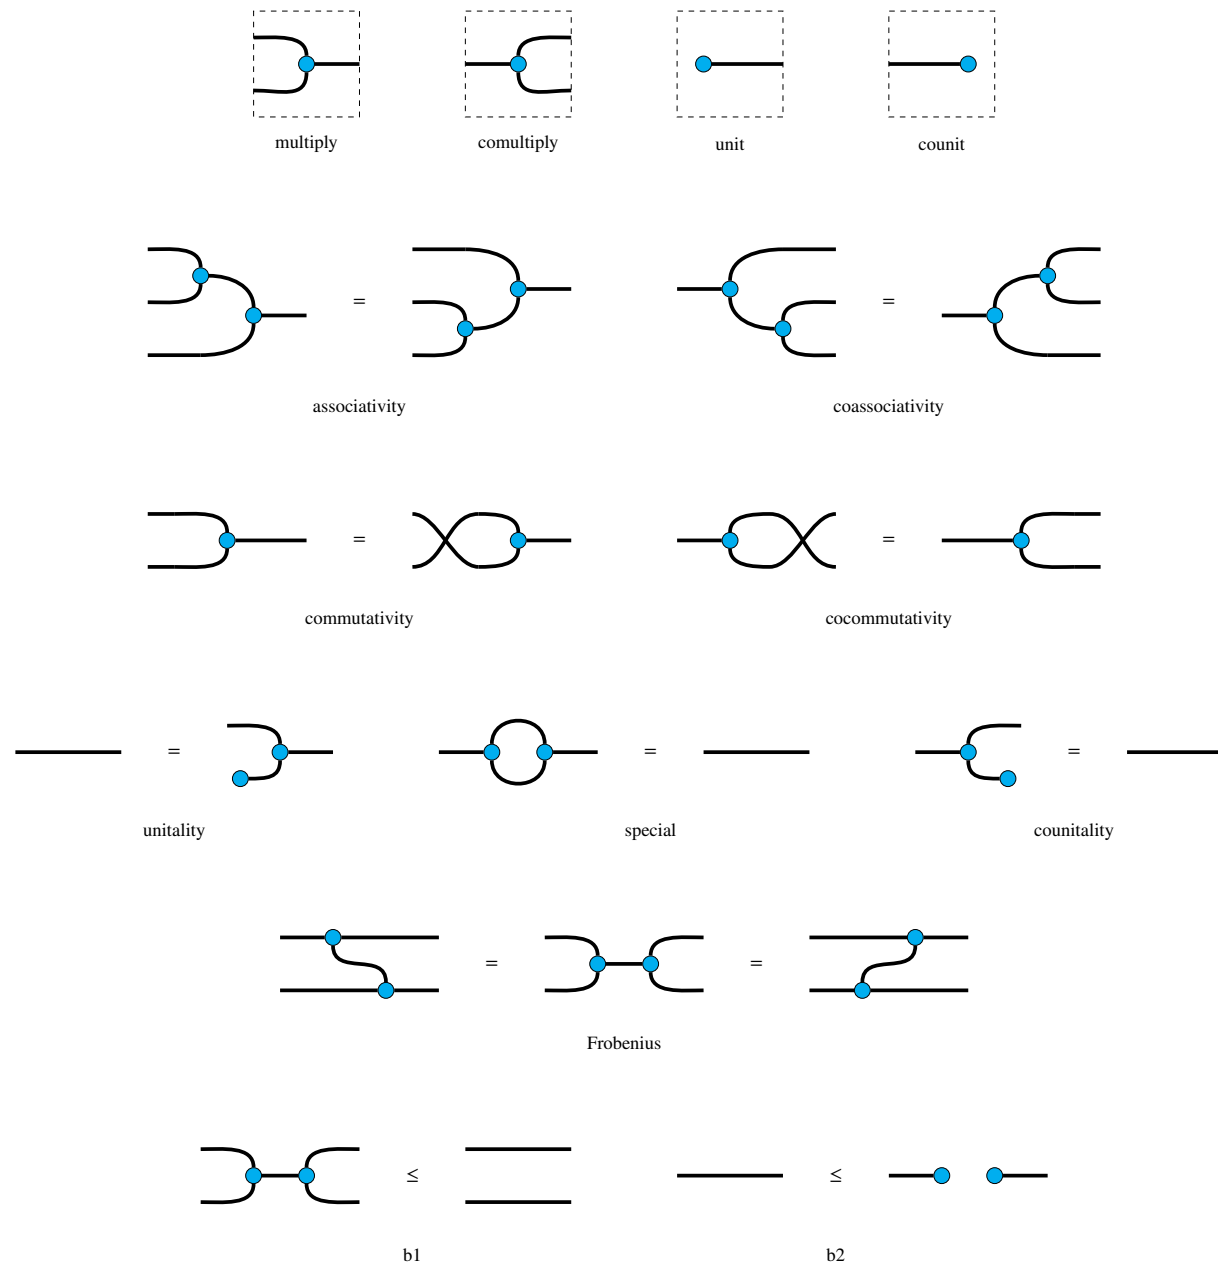 multiply comultiply unit counit
= =
associativity coassociativity
= =
commutativity cocommutativity
= = =
unitality special counitality
= =
Frobenius
≤ ≤
b1 b2